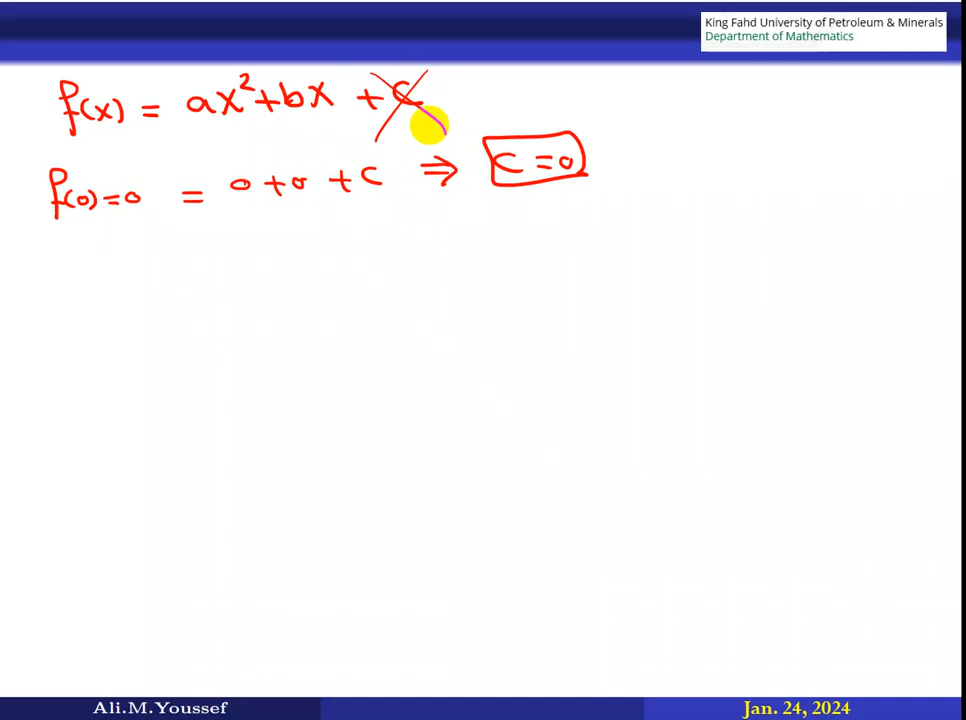 King Fahd University of Petroleum & Minerals
Department of Mathematics
f(x) = ax²+bx +c
f(0)=0 = 0+0+c ⇒ c=0
Ali.M.Youssef
Jan. 24, 2024